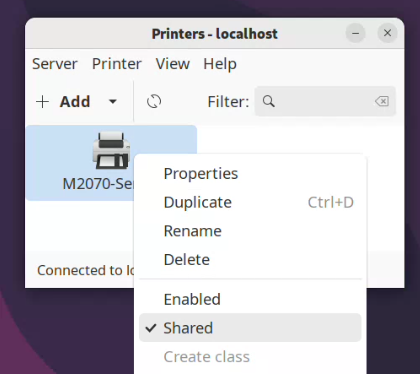 Printers - localhost
Server Printer View Help
Add Filter:
M2070-Se
Properties
Duplicate Ctrl+D
Rename
Delete
Connected to lo
Enabled
Shared
Create class